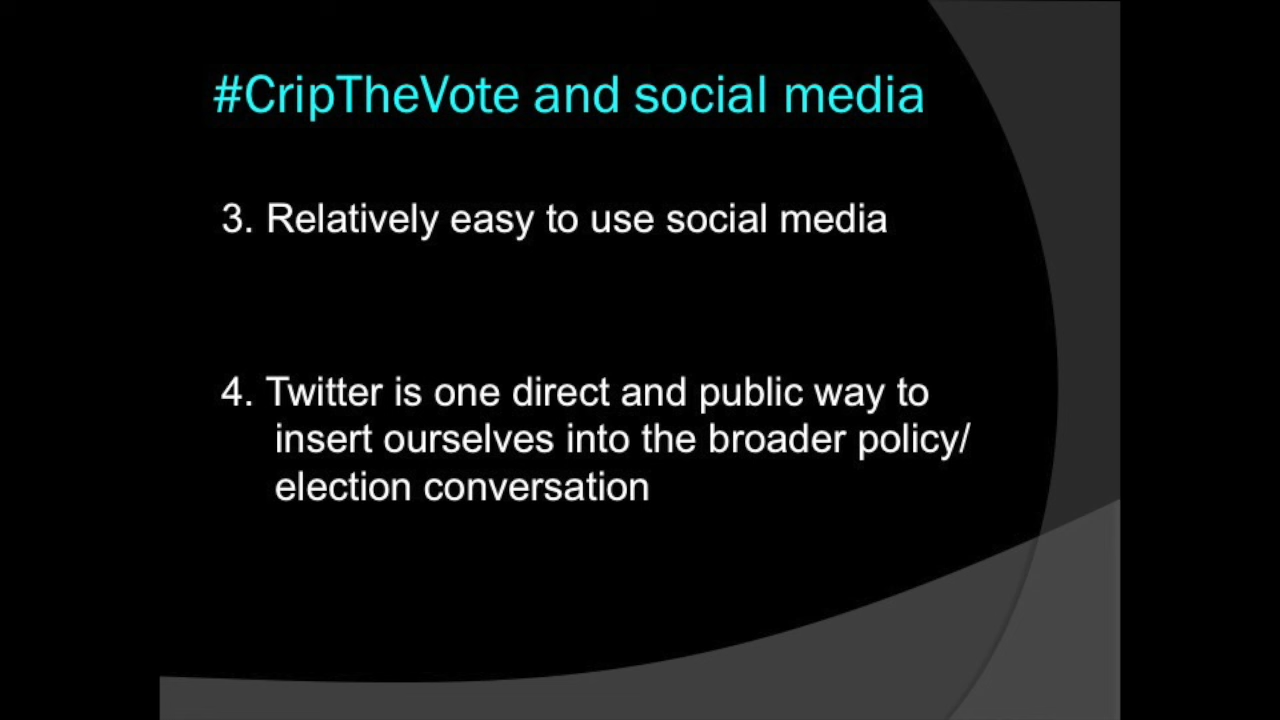 #CripTheVote and social media
3. Relatively easy to use social media
4. Twitter is one direct and public way to
insert ourselves into the broader policy/
election conversation